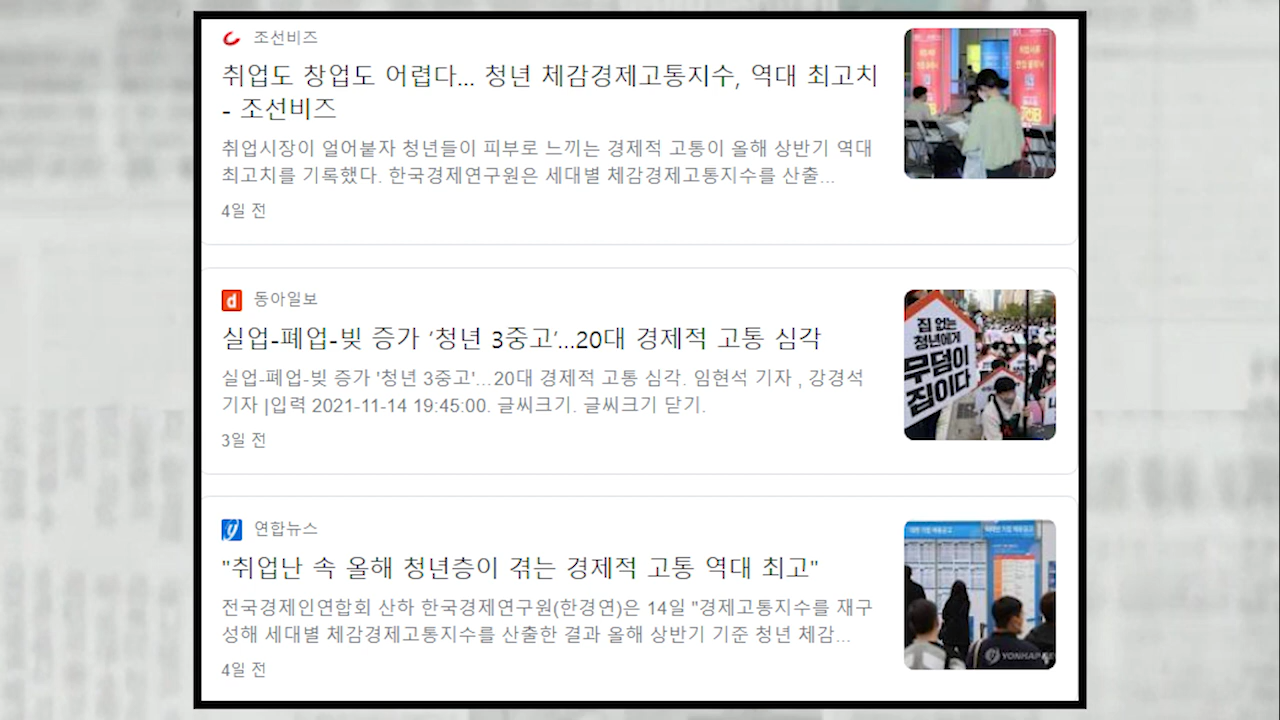 조선비즈
취업도 창업도 어렵다... 청년 체감경제고통지수, 역대 최고치
- 조선비즈
취업시장이 얼어붙자 청년들이 피부로 느끼는 경제적 고통이 올해 상반기 역대
최고치를 기록했다. 한국경제연구원은 세대별 체감경제고통지수를 산출...
4일 전
d 동아일보
실업-폐업-빚 증가 ‘청년 3중고’...20대 경제적 고통 심각
실업-폐업-빚 증가 '청년 3중고'...20대 경제적 고통 심각. 임현석 기자 , 강경석
기자 |입력 2021-11-14 19:45:00. 글씨크기. 글씨크기 닫기.
3일 전
집 없는
청년에게
무덤이
집이다
y 연합뉴스
"취업난 속 올해 청년층이 겪는 경제적 고통 역대 최고"
전국경제인연합회 산하 한국경제연구원(한경연)은 14일 "경제고통지수를 재구
성해 세대별 체감경제고통지수를 산출한 결과 올해 상반기 기준 청년 체감...
4일 전
YONHAP